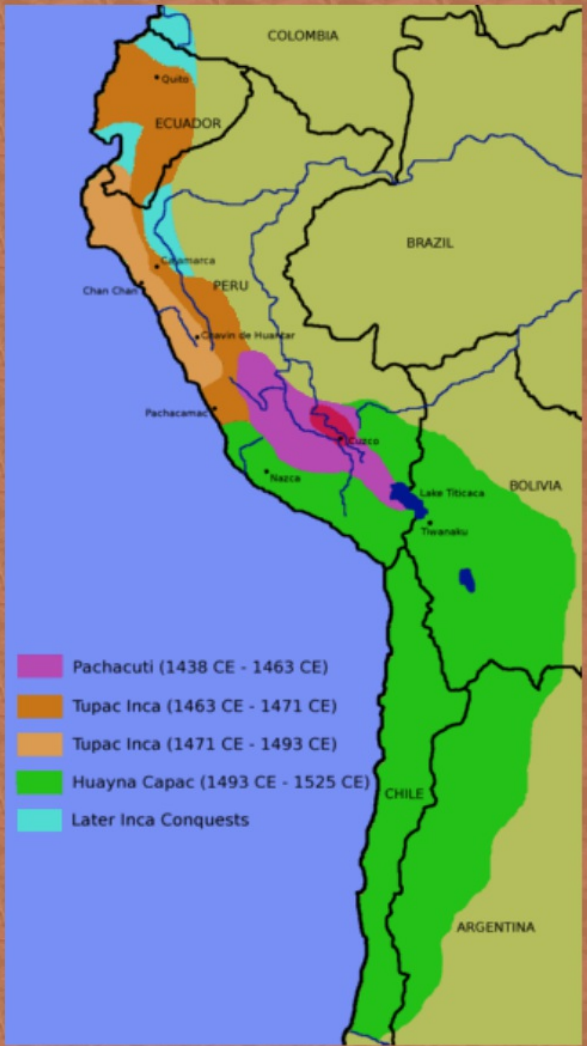 COLOMBIA
Quito
ECUADOR
BRAZIL
Cajamarca
PERU
Chan Chan
Chavin de Huantar
Pachacamac
Cuzco
Nazca
Lake Titicaca
BOLIVIA
Tiwanaku
Pachacuti (1438 CE - 1463 CE)
Tupac Inca (1463 CE - 1471 CE)
Tupac Inca (1471 CE - 1493 CE)
Huayna Capac (1493 CE - 1525 CE)
CHILE
Later Inca Conquests
ARGENTINA